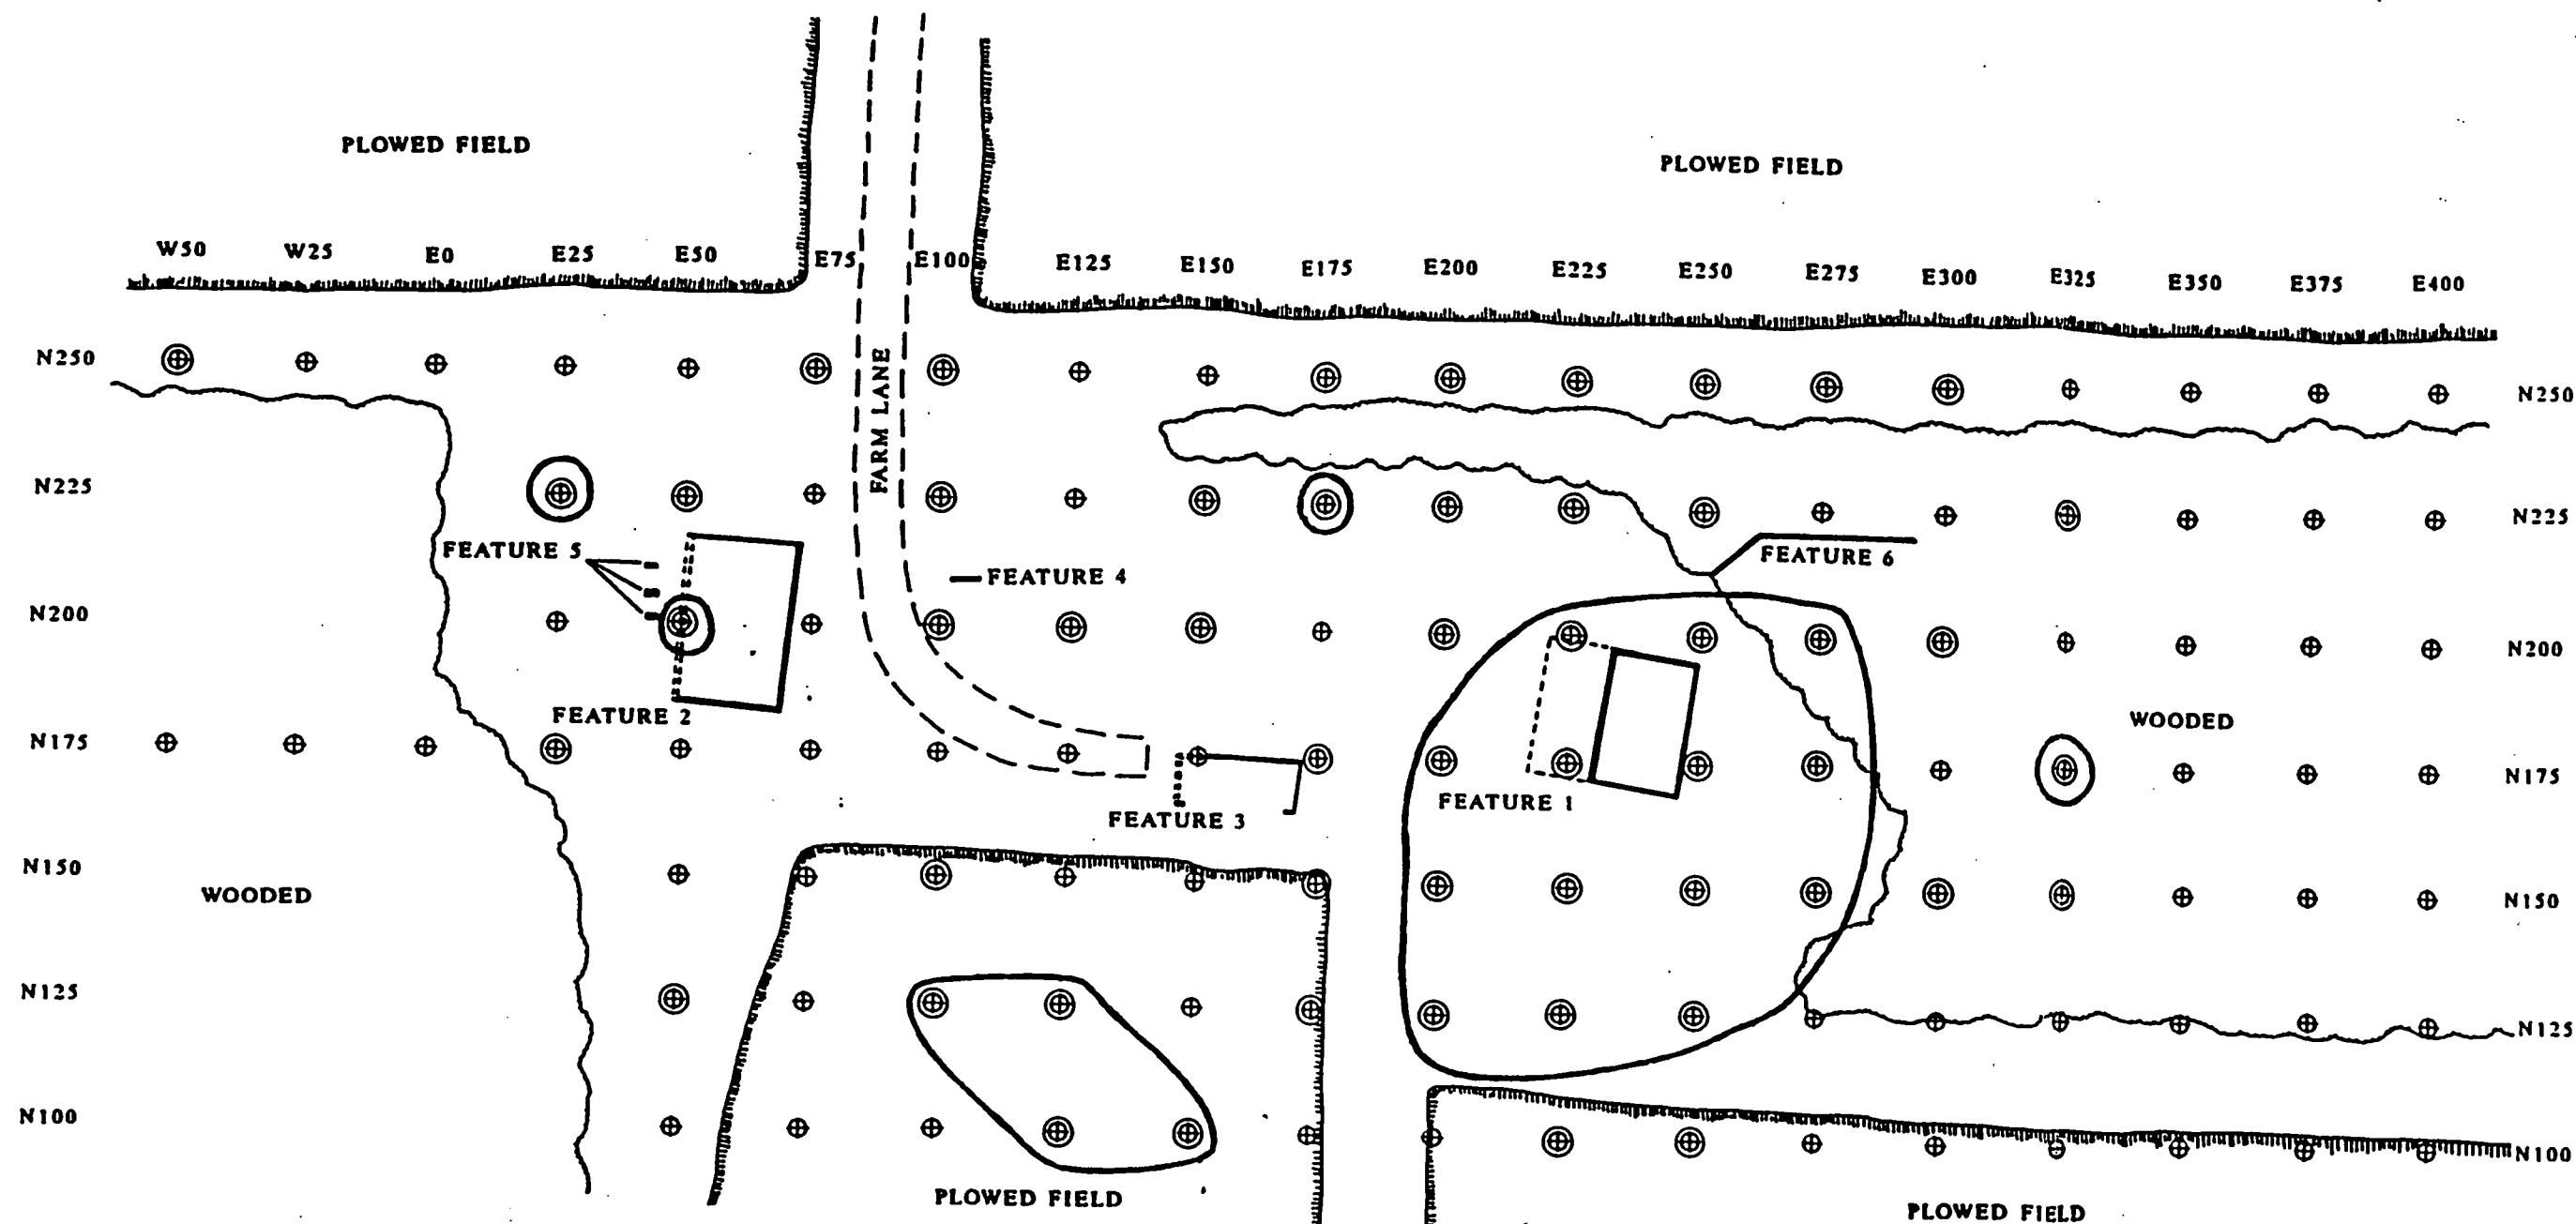 PLOWED FIELD
PLOWED FIELD
W50 W25 E0 E25 E50 E75 E100 E125 E150 E175 E200 E225 E250 E275 E300 E325 E350 E375 E400
N250 N250
FARM LANE
N225 N225
FEATURE 5
FEATURE 6
FEATURE 4
N200 N200
FEATURE 2
WOODED
N175 N175
FEATURE 1
FEATURE 3
N150 N150
WOODED
N125 N125
N100 N100
PLOWED FIELD
PLOWED FIELD